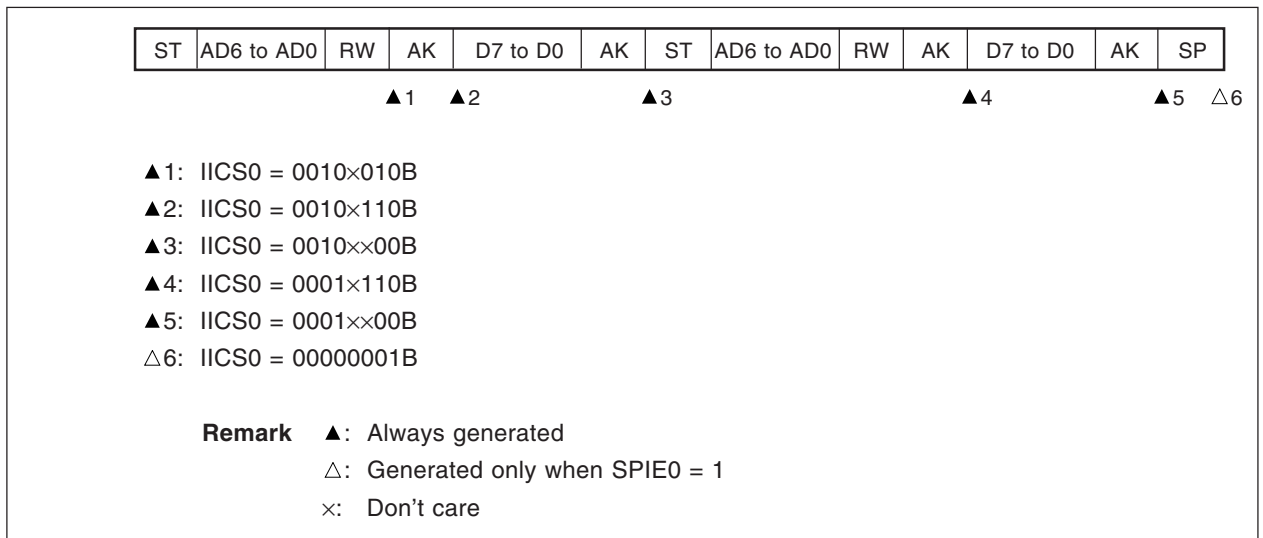 ST AD6 to AD0 RW AK D7 to D0 AK ST AD6 to AD0 RW AK D7 to D0 AK SP
▲1 ▲2 ▲3 ▲4 ▲5 △6
▲1: IICS0 = 0010×010B
▲2: IICS0 = 0010×110B
▲3: IICS0 = 0010××00B
▲4: IICS0 = 0001×110B
▲5: IICS0 = 0001××00B
△6: IICS0 = 00000001B
Remark ▲: Always generated
△: Generated only when SPIE0 = 1
×: Don't care